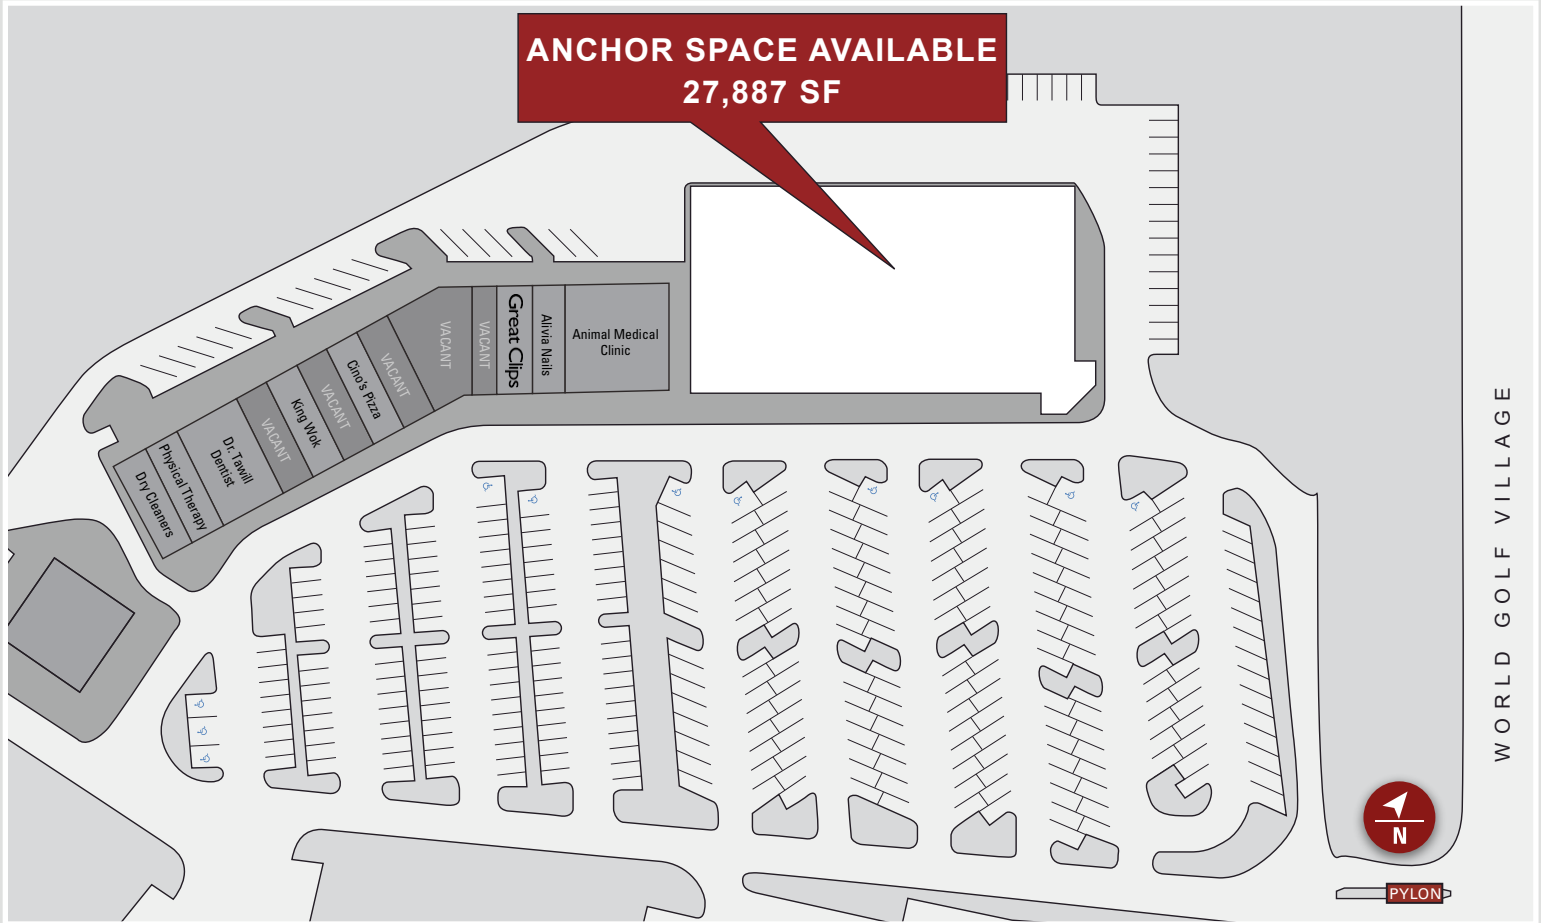 ANCHOR SPACE AVAILABLE
27,887 SF
Dry Cleaners
Physical Therapy
Dr. Tawill
Dentist
VACANT
King Wok
VACANT
Cino's Pizza
VACANT
VACANT
VACANT
Great Clips
Alivia Nails
Animal Medical
Clinic
WORLD GOLF VILLAGE
N
PYLON